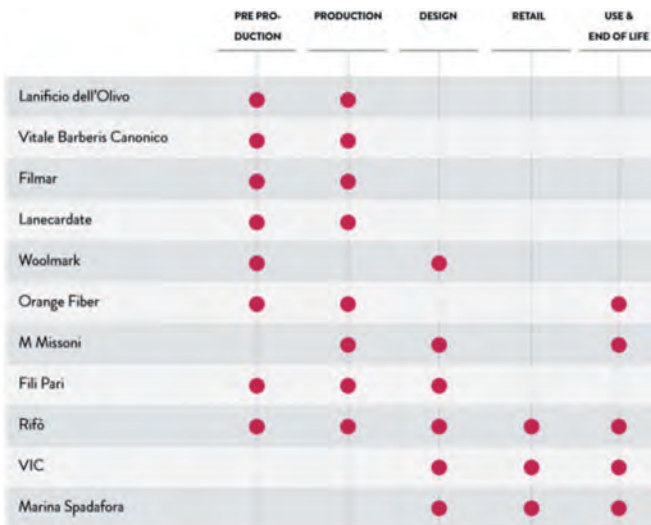 PRE PRO-
DUCTION
PRODUCTION
DESIGN
RETAIL
USE &
END OF LIFE
Lanificio dell'Olivo
Vitale Barberis Canonico
Filmar
Lanecardate
Woolmark
Orange Fiber
M Missoni
Fili Pari
Rifò
VIC
Marina Spadafora